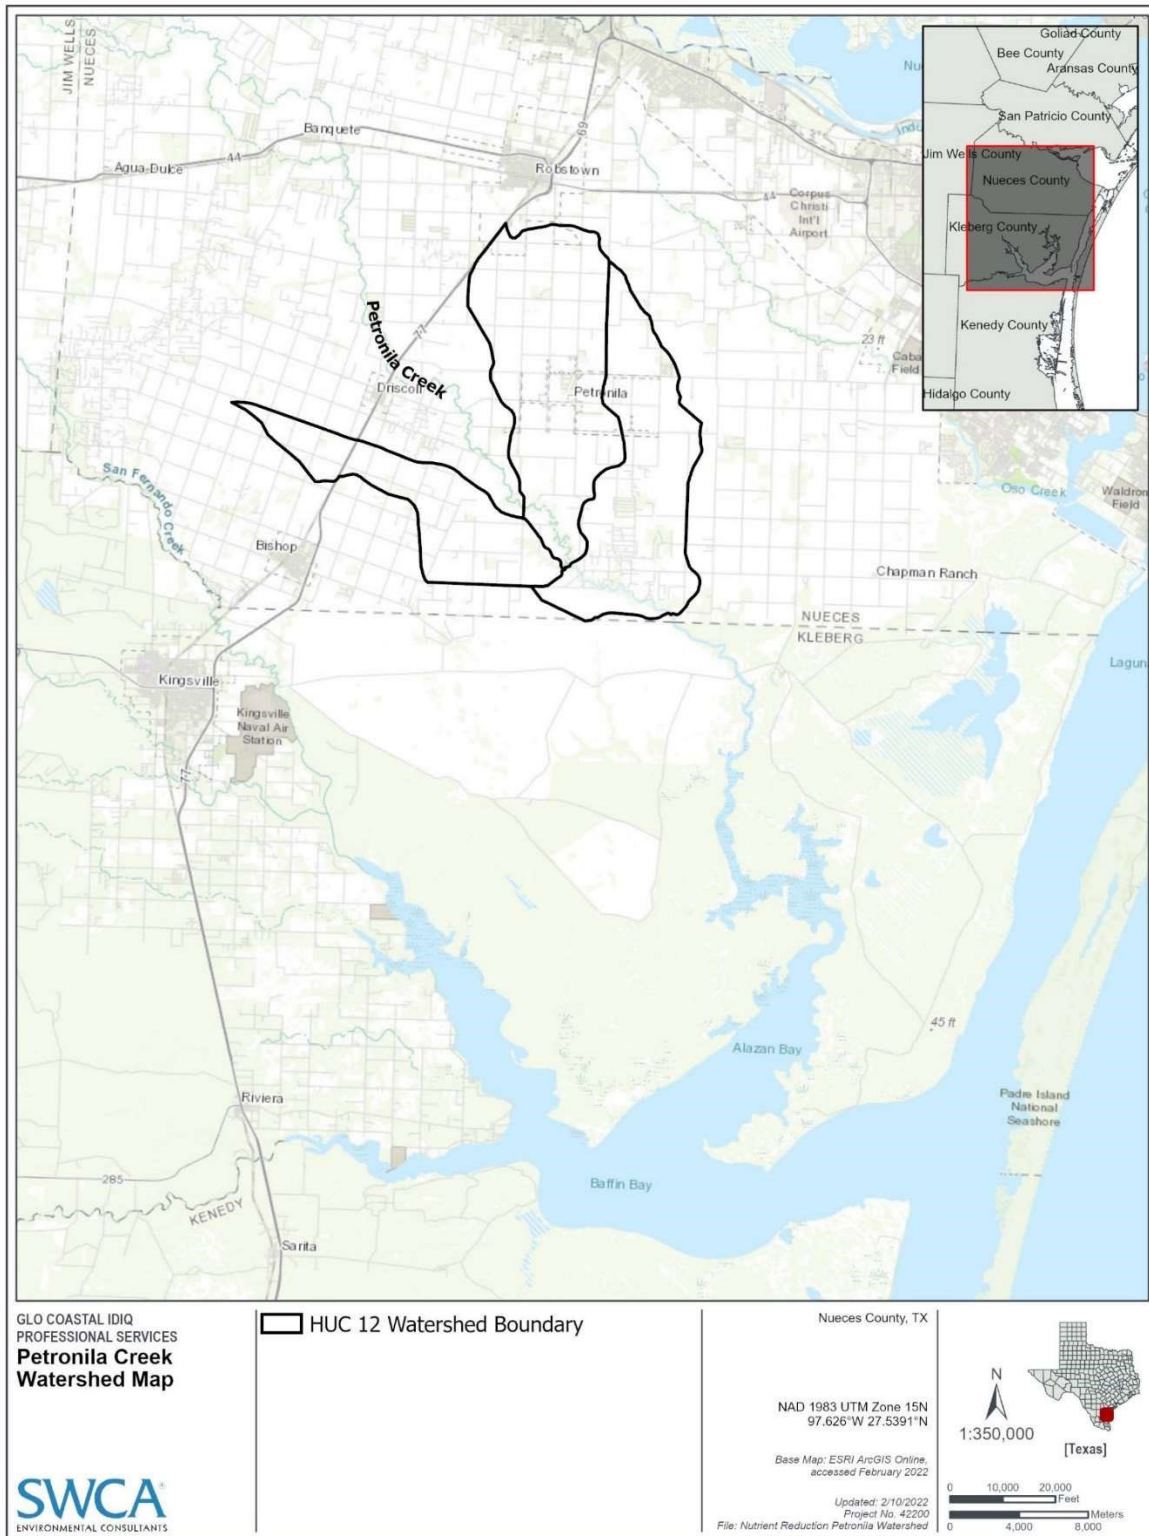 JIM WELLS
NUECES
Banquete
Agua Dulce
44
69
Robstown
44
Corpus
Christi
Int'l
Airport
77
Petronila Creek
Driscoll
Petronila
23 ft
Field
San Fernando
Creek
Bishop
77
Oso Creek
Waldron
Field
Chapman Ranch
NUECES
KLEBERG
Kingsville
Kingsville
Naval Air
Station
77
45 ft
Alazan Bay
Padre Island
National
Seashore
Riviera
285
KENEDY
Baffin Bay
Sarita
Goliad County
Bee County
Aransas County
San Patricio County
Jim Wells County
Nueces County
Kleberg County
Kenedy County
Hidalgo County
GLO COASTAL IDIQ
PROFESSIONAL SERVICES
Petronila Creek
Watershed Map
SWCA
ENVIRONMENTAL CONSULTANTS
HUC 12 Watershed Boundary
Nueces County, TX
NAD 1983 UTM Zone 15N
97.626°W 27.5391°N
Base Map: ESRI ArcGIS Online,
accessed February 2022
Updated: 2/10/2022
Project No. 42200
File: Nutrient Reduction Petronila Watershed
N
1:350,000
[Texas]
0 10,000 20,000
Feet
Meters
0 4,000 8,000